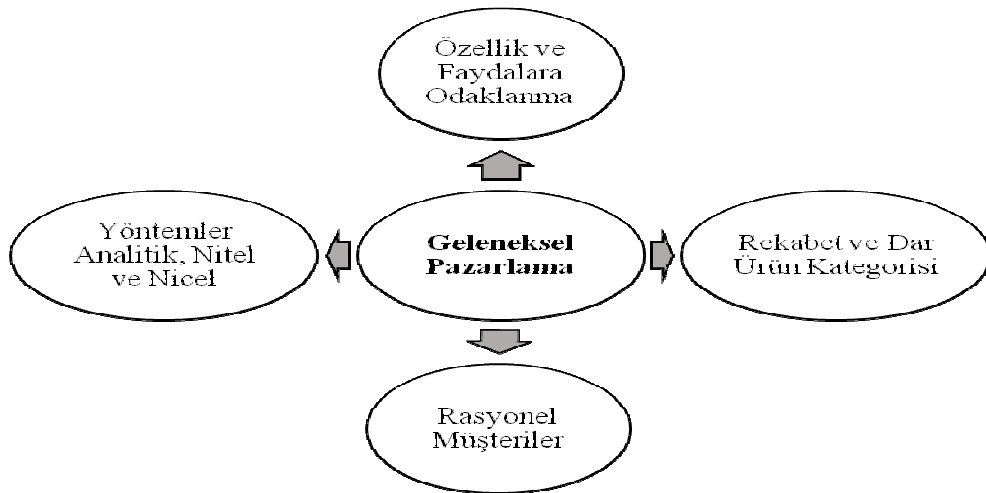 Özellik ve
Faydalara
Odaklanma
Yöntemler
Analitik, Nitel
ve Nicel
Geleneksel
Pazarlama
Rekabet ve Dar
Ürün Kategorisi
Rasyonel
Müşteriler